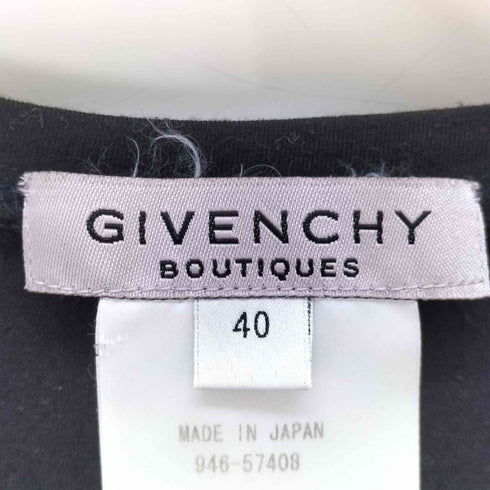 GIVENCHY
BOUTIQUES
40
MADE IN JAPAN
946-57408